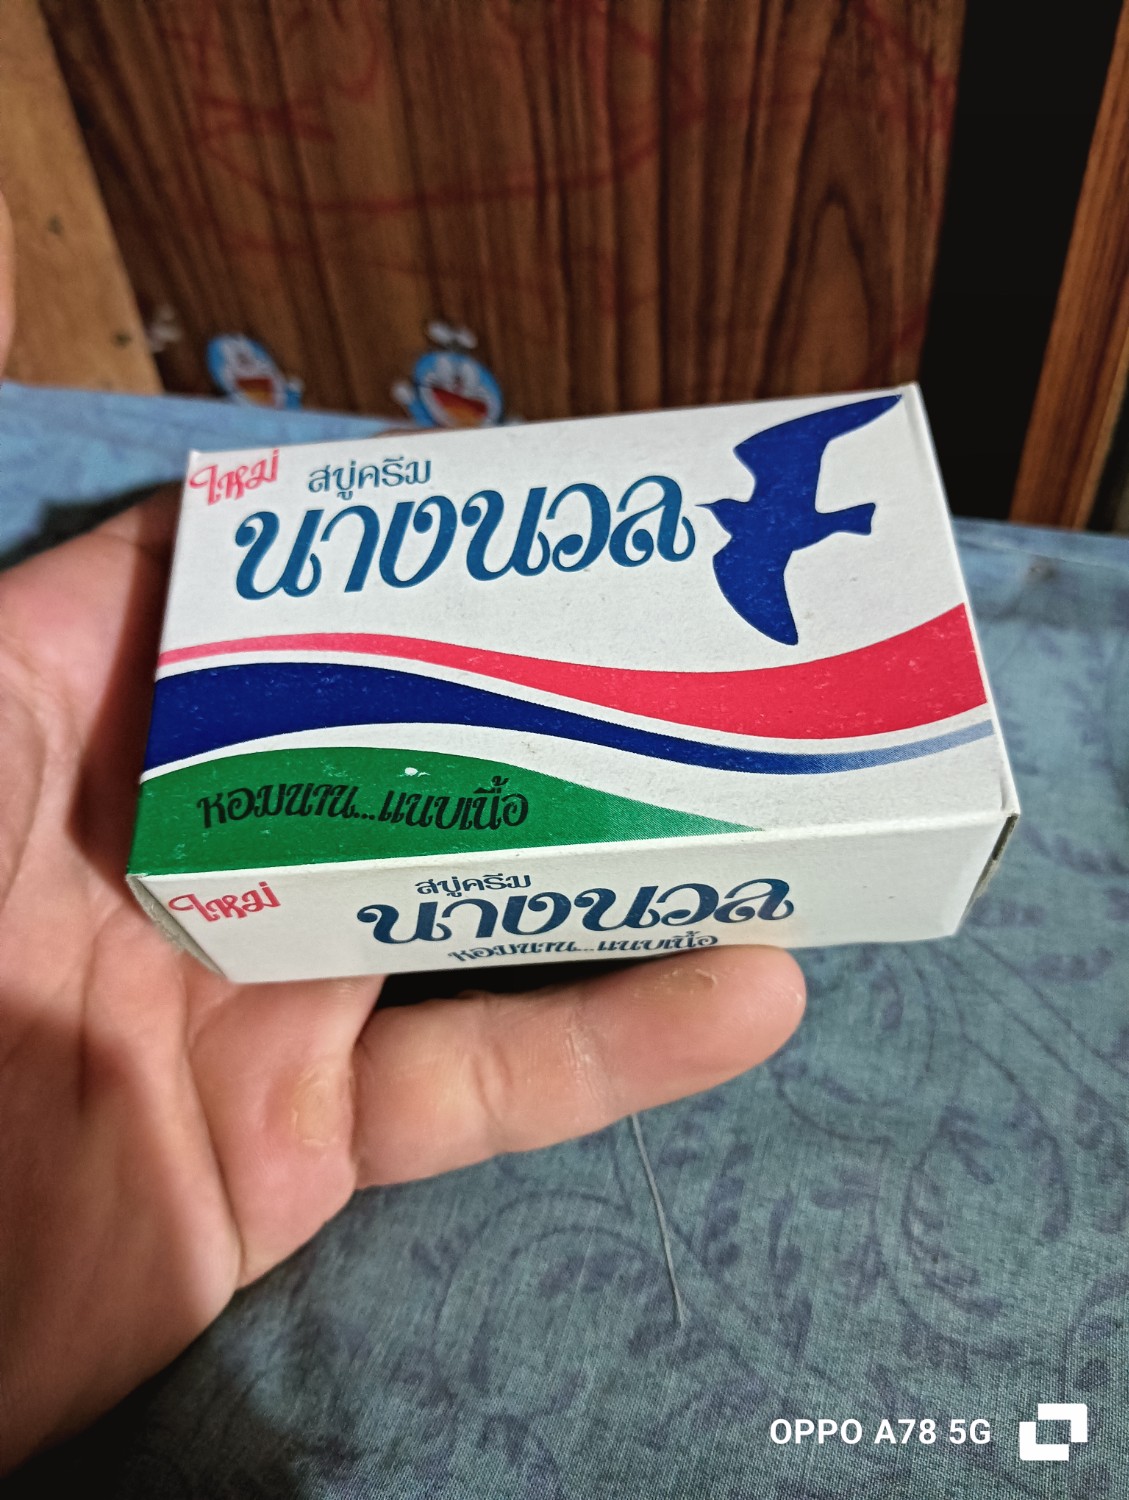 ใหม่
สบู่ครีม
นางนวล
หอมนาน...แนบเนื้อ
ใหม่
สบู่ครีม
นางนวล
หอมนาน...แนบเนื้อ
OPPO A78 5G